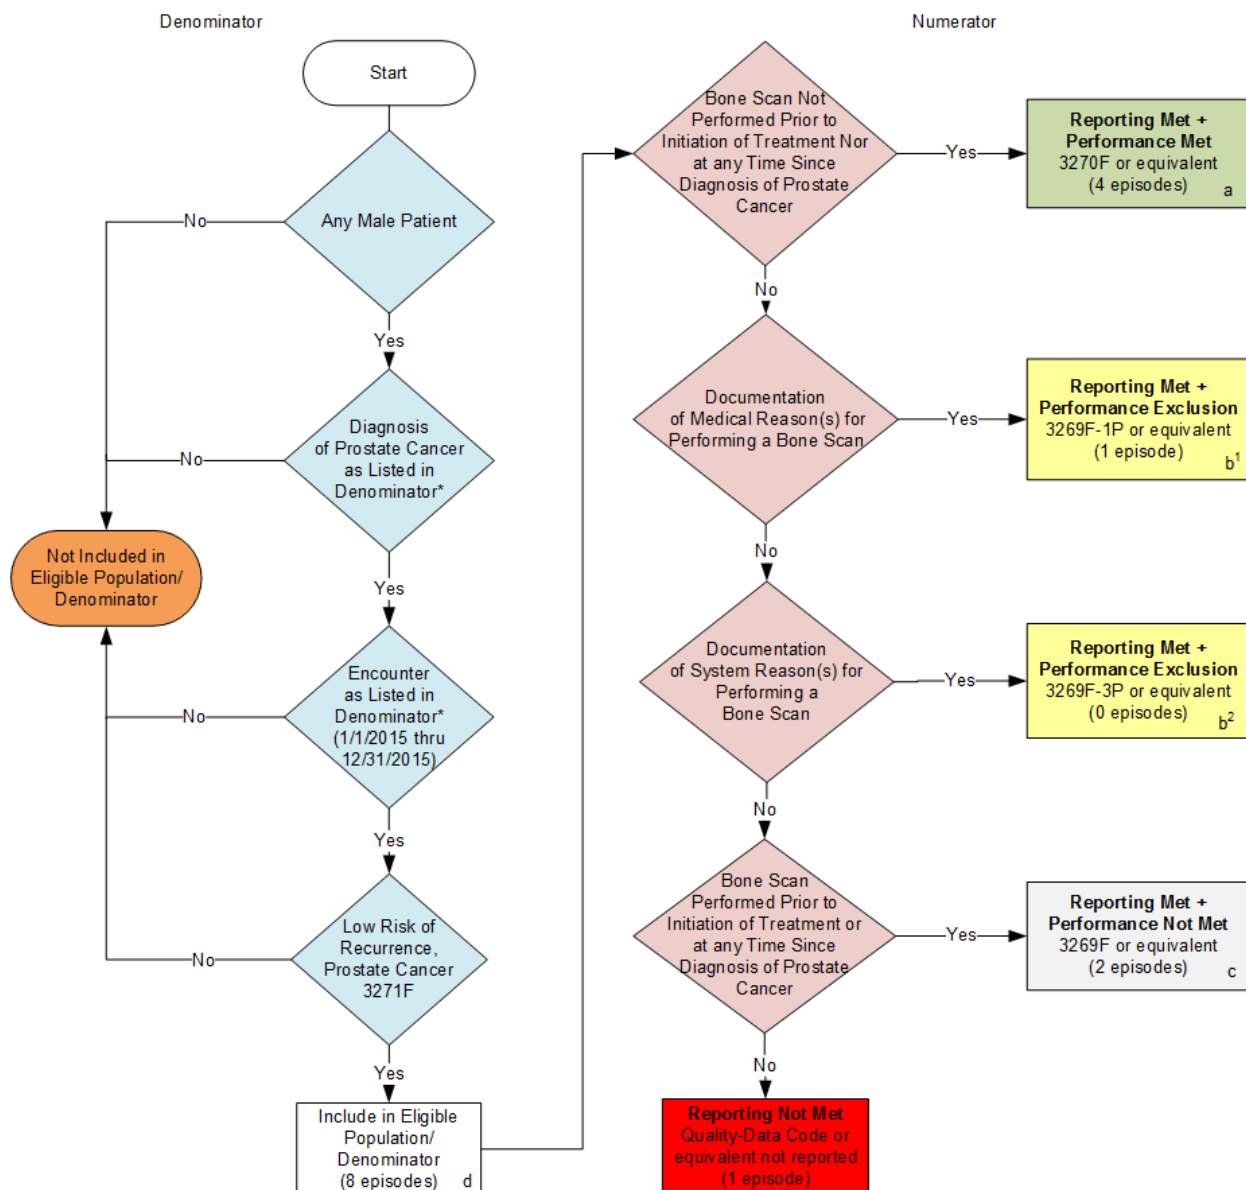 Denominator
Numerator
Start
Any Male Patient
No
Yes
Diagnosis
of Prostate Cancer
as Listed in
Denominator*
No
Yes
Not Included in
Eligible Population/
Denominator
Encounter
as Listed in
Denominator*
(1/1/2015 thru
12/31/2015)
No
Yes
Low Risk of
Recurrence,
Prostate Cancer
3271F
No
Yes
Include in Eligible
Population/
Denominator
(8 episodes) d
Bone Scan Not
Performed Prior to
Initiation of Treatment Nor
at any Time Since
Diagnosis of Prostate
Cancer
Yes
Reporting Met +
Performance Met
3270F or equivalent
(4 episodes) a
No
Documentation
of Medical Reason(s) for
Performing a Bone Scan
Yes
Reporting Met +
Performance Exclusion
3269F-1P or equivalent
(1 episode) b¹
No
Documentation
of System Reason(s) for
Performing a
Bone Scan
Yes
Reporting Met +
Performance Exclusion
3269F-3P or equivalent
(0 episodes) b²
No
Bone Scan
Performed Prior to
Initiation of Treatment or
at any Time Since
Diagnosis of Prostate
Cancer
Yes
Reporting Met +
Performance Not Met
3269F or equivalent
(2 episodes) c
No
Reporting Not Met
Quality-Data Code or
equivalent not reported
(1 episode)